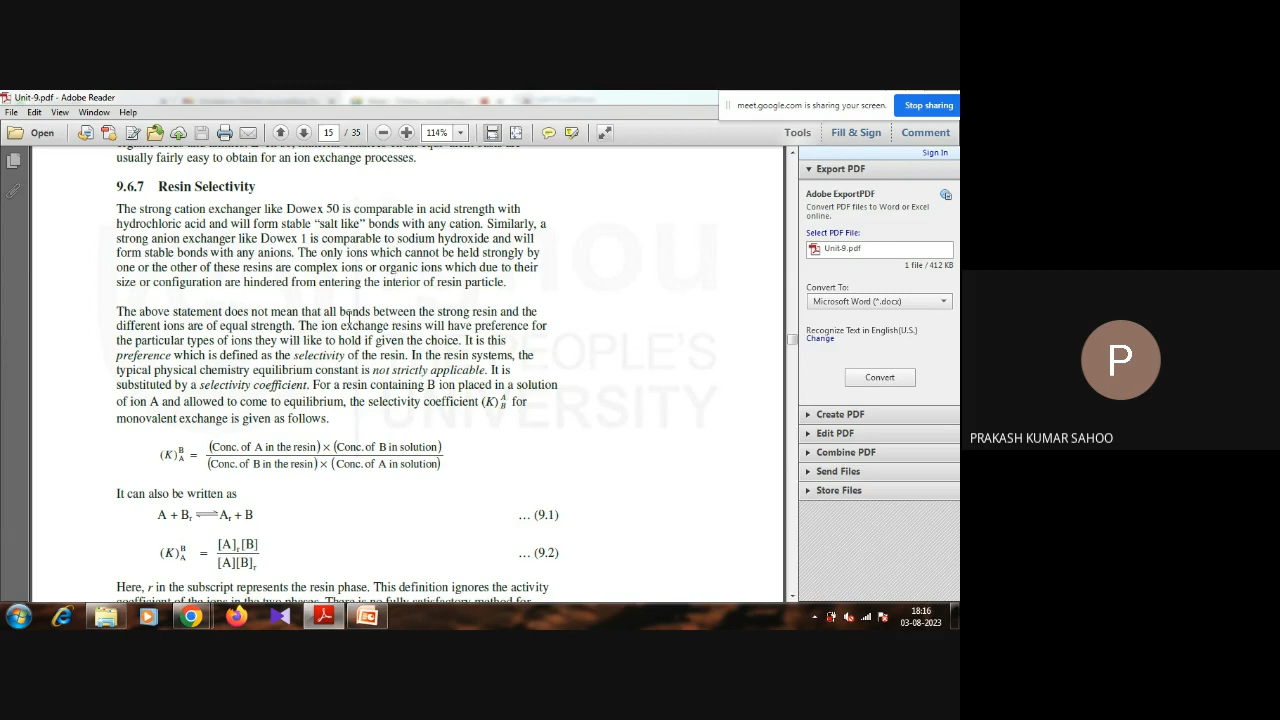 Unit-9.pdf - Adobe Reader
File Edit View Window Help
meet.google.com is sharing your screen. Stop sharing
Open 15 / 35 114% Tools Fill & Sign Comment
usually fairly easy to obtain for an ion exchange processes.
9.6.7 Resin Selectivity
The strong cation exchanger like Dowex 50 is comparable in acid strength with
hydrochloric acid and will form stable “salt like” bonds with any cation. Similarly, a
strong anion exchanger like Dowex 1 is comparable to sodium hydroxide and will
form stable bonds with any anions. The only ions which cannot be held strongly by
one or the other of these resins are complex ions or organic ions which due to their
size or configuration are hindered from entering the interior of resin particle.
The above statement does not mean that all bonds between the strong resin and the
different ions are of equal strength. The ion exchange resins will have preference for
the particular types of ions they will like to hold if given the choice. It is this
preference which is defined as the selectivity of the resin. In the resin systems, the
typical physical chemistry equilibrium constant is not strictly applicable. It is
substituted by a selectivity coefficient. For a resin containing B ion placed in a solution
of ion A and allowed to come to equilibrium, the selectivity coefficient (K)^A_B for
monovalent exchange is given as follows.
(K)^B_A = (Conc. of A in the resin) × (Conc. of B in solution)
(Conc. of B in the resin) × (Conc. of A in solution)
It can also be written as
A + B_r ⇌ A_r + B ... (9.1)
(K)^B_A = [A]_r[B] ... (9.2)
[A][B]_r
Here, r in the subscript represents the resin phase. This definition ignores the activity
PEOPLE'S
UNIVERSITY
Sign In
Export PDF
Adobe ExportPDF
Convert PDF files to Word or Excel
online.
Select PDF File:
Unit-9.pdf
1 file / 412 KB
Convert To:
Microsoft Word (*.docx)
Recognize Text in English(U.S.)
Change
Convert
Create PDF
Edit PDF
Combine PDF
Send Files
Store Files
18:16
03-08-2023
P
PRAKASH KUMAR SAHOO